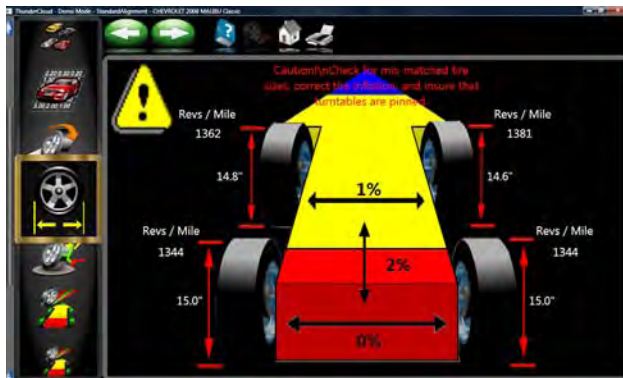 ThunderCloud - Demo Mode - StandardAlignment - CHEVROLET 2008 MALIBU Classic
Caution!\nCheck for mis-matched tire
sizes, correct the inflation, and insure that
turntables are pinned
Revs / Mile
1362
Revs / Mile
1381
14.8"
14.6"
1%
Revs / Mile
1344
Revs / Mile
1344
2%
15.0"
15.0"
0%